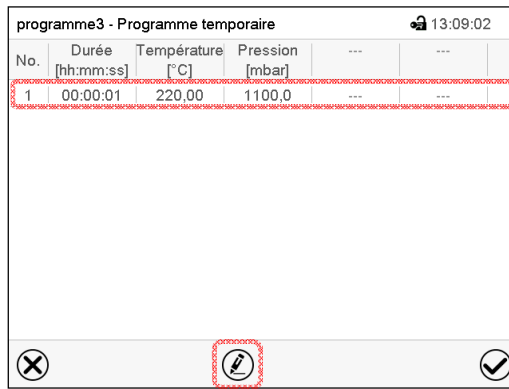 programme3 - Programme temporaire 13:09:02
No. Durée [hh:mm:ss] Température [°C] Pression [mbar] --- ---
1 00:00:01 220,00 1100,0 --- ---